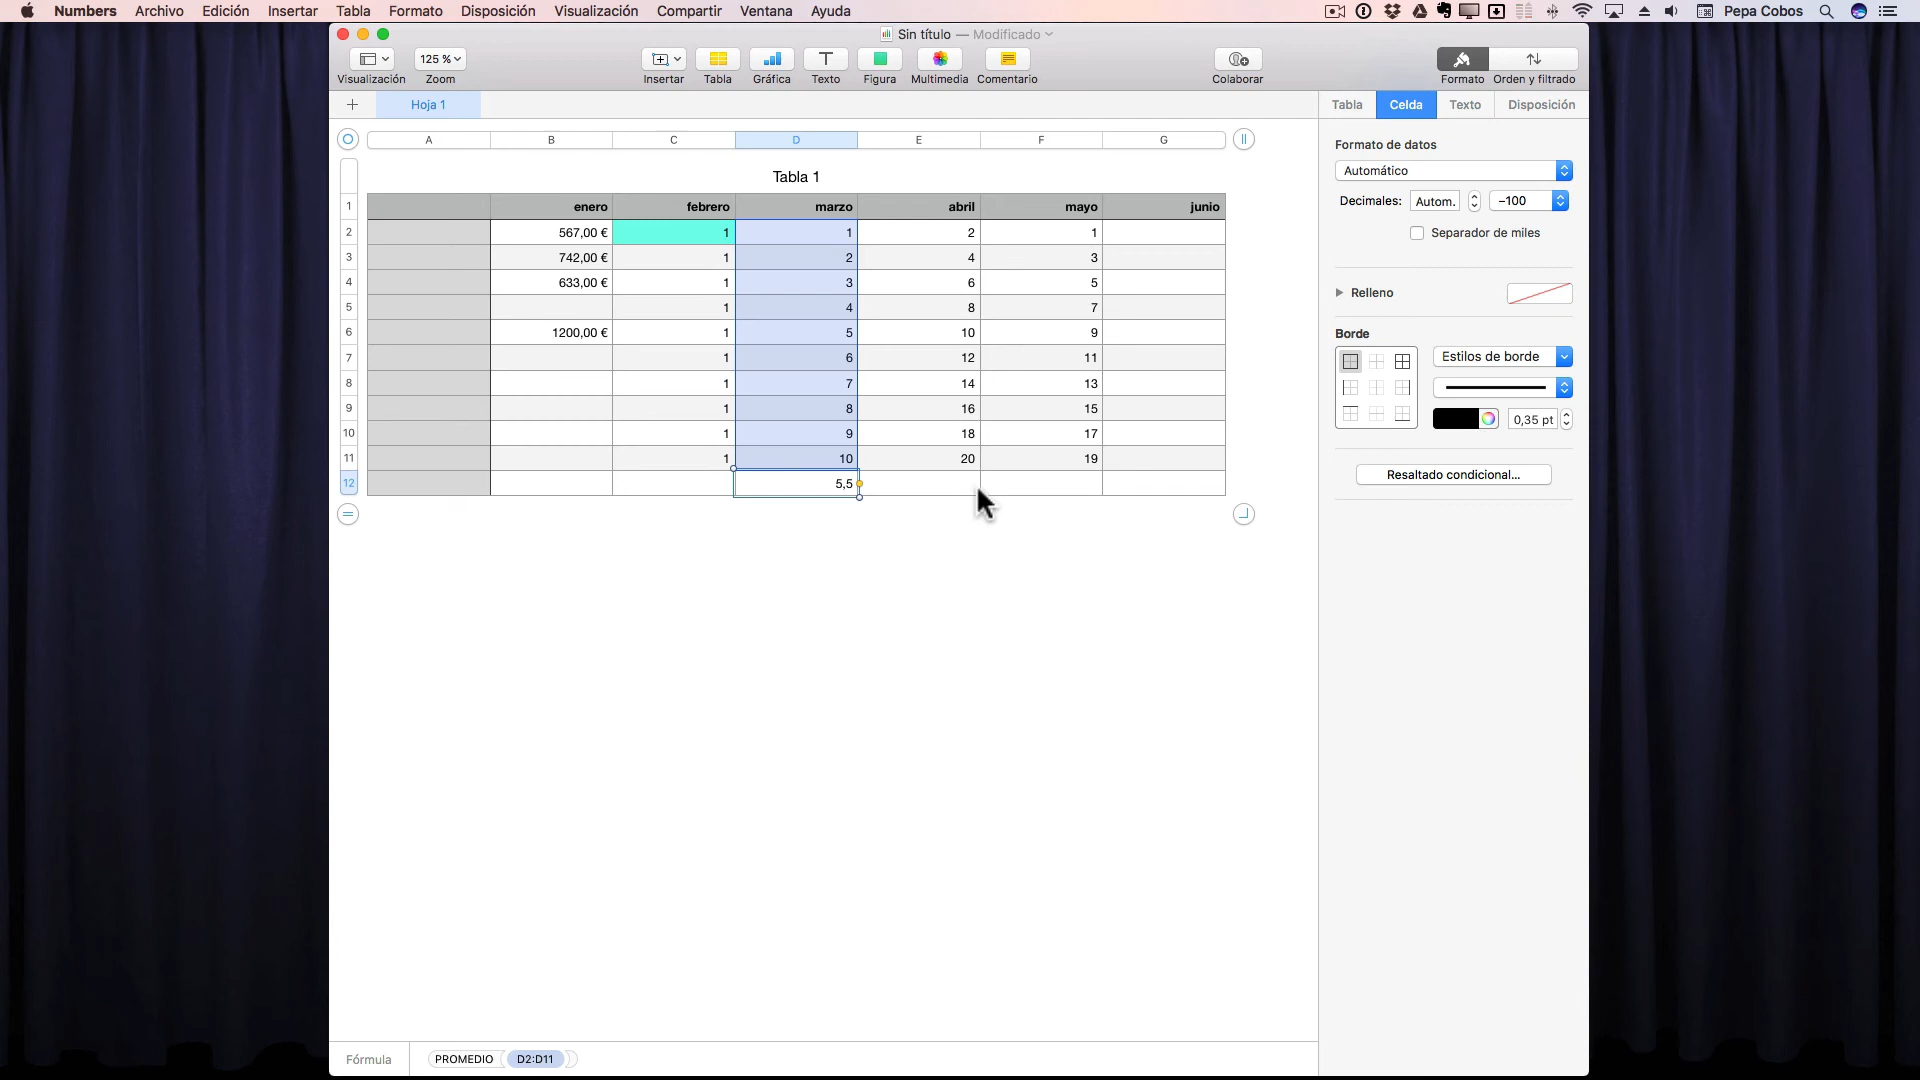 Numbers Archivo Edición Insertar Tabla Formato Disposición Visualización Compartir Ventana Ayuda Pepa Cobos
Sin título — Modificado
125 %
Visualización Zoom Insertar Tabla Gráfica Texto Figura Multimedia Comentario Colaborar Formato Orden y filtrado
Hoja 1
Tabla Celda Texto Disposición
A B C D E F G
Tabla 1
1 enero febrero marzo abril mayo junio
2 567,00 € 1 1 2 1
3 742,00 € 1 2 4 3
4 633,00 € 1 3 6 5
5 1 4 8 7
6 1200,00 € 1 5 10 9
7 1 6 12 11
8 1 7 14 13
9 1 8 16 15
10 1 9 18 17
11 1 10 20 19
12 5,5
Formato de datos
Automático
Decimales: Autom. –100
Separador de miles
Relleno
Borde
Estilos de borde
0,35 pt
Resaltado condicional...
Fórmula PROMEDIO D2:D11